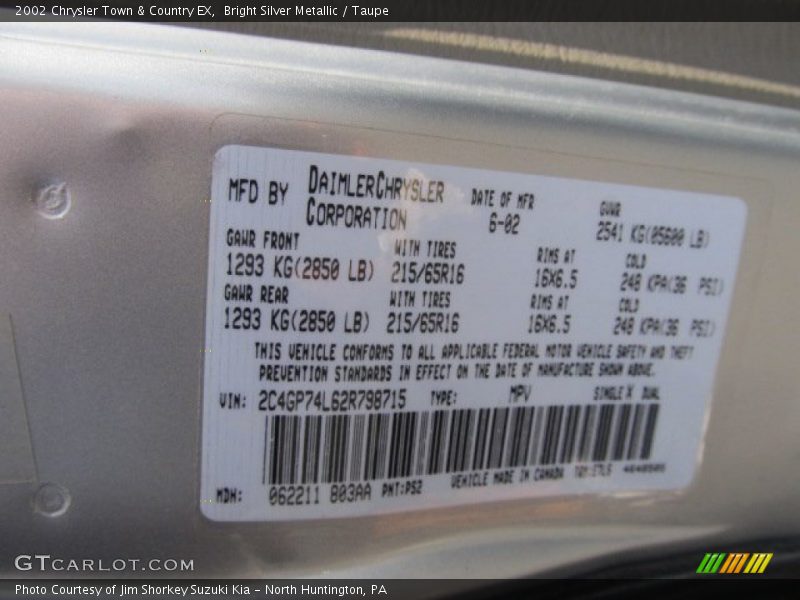 2002 Chrysler Town & Country EX, Bright Silver Metallic / Taupe
MFD BY DAIMLERCHRYSLER CORPORATION
DATE OF MFR 6-02
GVWR 2541 KG(05600 LB)
GAWR FRONT WITH TIRES RIMS AT COLD
1293 KG(2850 LB) 215/65R16 16X6.5 248 KPA(36 PSI)
GAWR REAR WITH TIRES RIMS AT COLD
1293 KG(2850 LB) 215/65R16 16X6.5 248 KPA(36 PSI)
THIS VEHICLE CONFORMS TO ALL APPLICABLE FEDERAL MOTOR VEHICLE SAFETY AND THEFT
PREVENTION STANDARDS IN EFFECT ON THE DATE OF MANUFACTURE SHOWN ABOVE.
VIN: 2C4GP74L62R798715 TYPE: MPV SINGLE X DUAL
MDH: 062211 803AA PNT:PS2 VEHICLE MADE IN CANADA
GTCARLOT.COM
Photo Courtesy of Jim Shorkey Suzuki Kia - North Huntington, PA